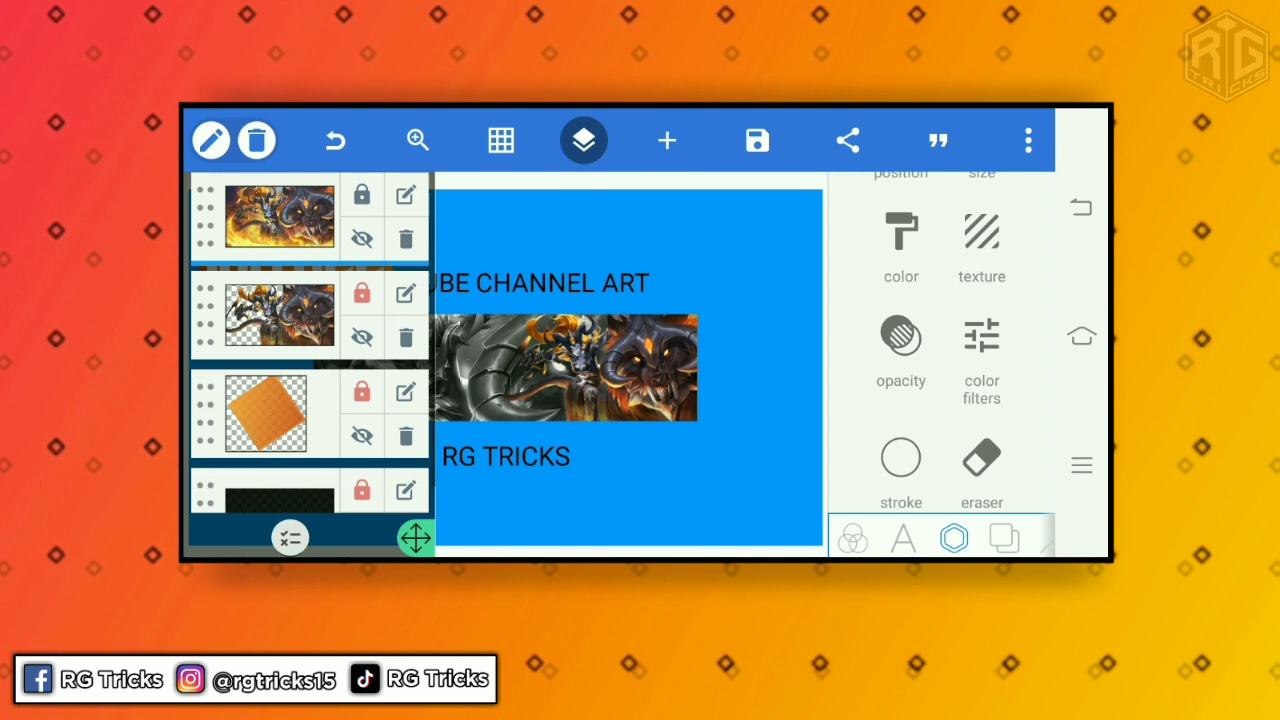 RG
TRICKS
position size
color texture
UBE CHANNEL ART
opacity color
filters
RG TRICKS
stroke eraser
RG Tricks @rgtricks15 RG Tricks